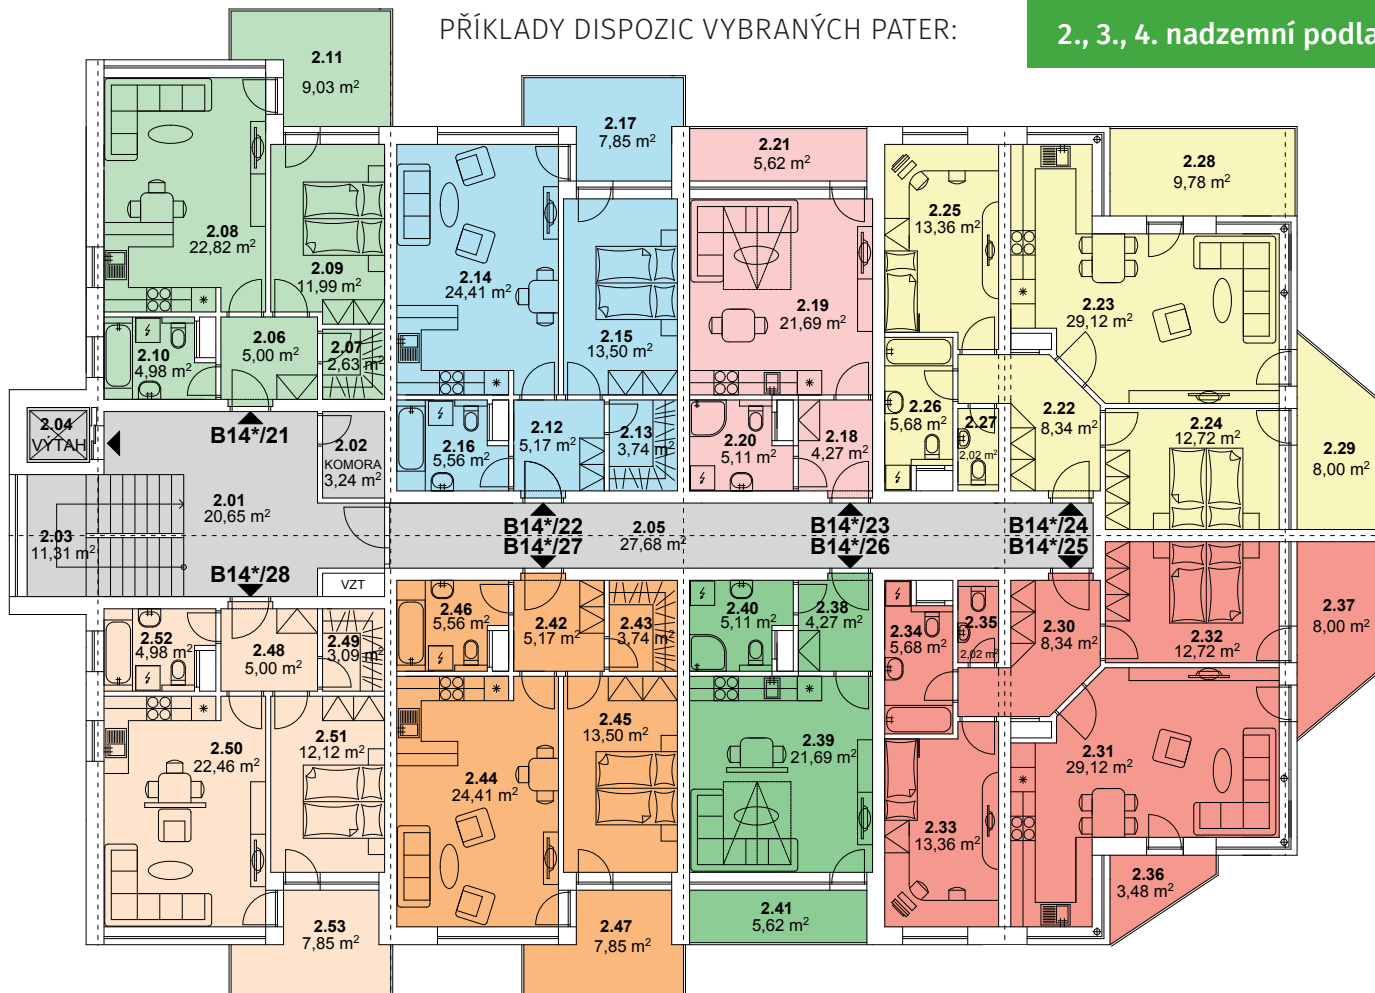 PŘÍKLADY DISPOZIC VYBRANÝCH PATER:
2., 3., 4. nadzemní podla
2.11
9,03 m²
2.17
7,85 m²
2.21
5,62 m²
2.28
9,78 m²
2.08
22,82 m²
2.09
11,99 m²
2.14
24,41 m²
2.15
13,50 m²
2.19
21,69 m²
2.25
13,36 m²
2.23
29,12 m²
2.10
4,98 m²
2.06
5,00 m²
2.07
2,63 m²
2.16
5,56 m²
2.12
5,17 m²
2.13
3,74 m²
2.20
5,11 m²
2.18
4,27 m²
2.26
5,68 m²
2.27
2,02 m²
2.22
8,34 m²
2.24
12,72 m²
2.29
8,00 m²
2.04
VÝTAH
B14*/21
2.02
KOMORA
3,24 m²
2.01
20,65 m²
2.03
11,31 m²
B14*/28
VZT
B14*/22
B14*/27
2.05
27,68 m²
B14*/23
B14*/26
B14*/24
B14*/25
2.52
4,98 m²
2.48
5,00 m²
2.49
3,09 m²
2.46
5,56 m²
2.42
5,17 m²
2.43
3,74 m²
2.40
5,11 m²
2.38
4,27 m²
2.34
5,68 m²
2.35
2,02 m²
2.30
8,34 m²
2.32
12,72 m²
2.37
8,00 m²
2.50
22,46 m²
2.51
12,12 m²
2.44
24,41 m²
2.45
13,50 m²
2.39
21,69 m²
2.33
13,36 m²
2.31
29,12 m²
2.36
3,48 m²
2.53
7,85 m²
2.47
7,85 m²
2.41
5,62 m²